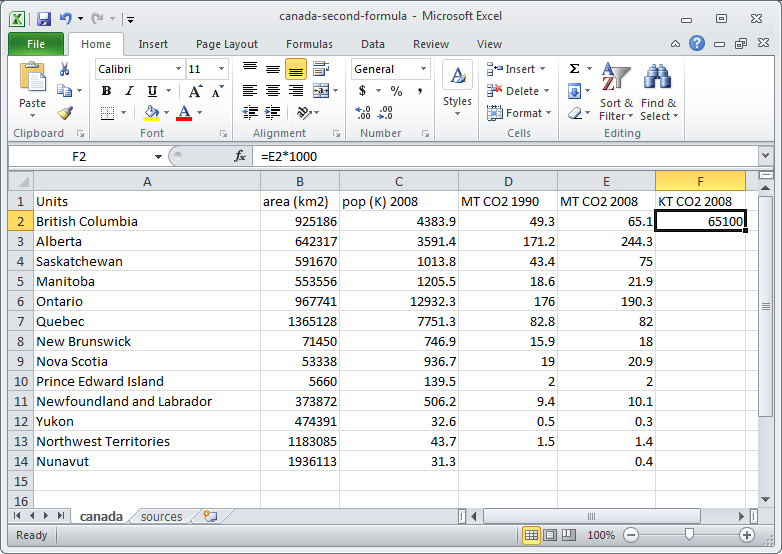 canada-second-formula - Microsoft Excel
File Home Insert Page Layout Formulas Data Review View
Calibri 11 General
Paste B I U A A A $ % , .00 .0 Styles A Insert Delete Format Σ Sort & Filter Find & Select
Clipboard Font Alignment Number Cells Editing
F2 fx =E2*1000
A B C D E F
1 Units area (km2) pop (K) 2008 MT CO2 1990 MT CO2 2008 KT CO2 2008
2 British Columbia 925186 4383.9 49.3 65.1 65100
3 Alberta 642317 3591.4 171.2 244.3
4 Saskatchewan 591670 1013.8 43.4 75
5 Manitoba 553556 1205.5 18.6 21.9
6 Ontario 967741 12932.3 176 190.3
7 Quebec 1365128 7751.3 82.8 82
8 New Brunswick 71450 746.9 15.9 18
9 Nova Scotia 53338 936.7 19 20.9
10 Prince Edward Island 5660 139.5 2 2
11 Newfoundland and Labrador 373872 506.2 9.4 10.1
12 Yukon 474391 32.6 0.5 0.3
13 Northwest Territories 1183085 43.7 1.5 1.4
14 Nunavut 1936113 31.3 0.4
15
16
canada sources
Ready 100%